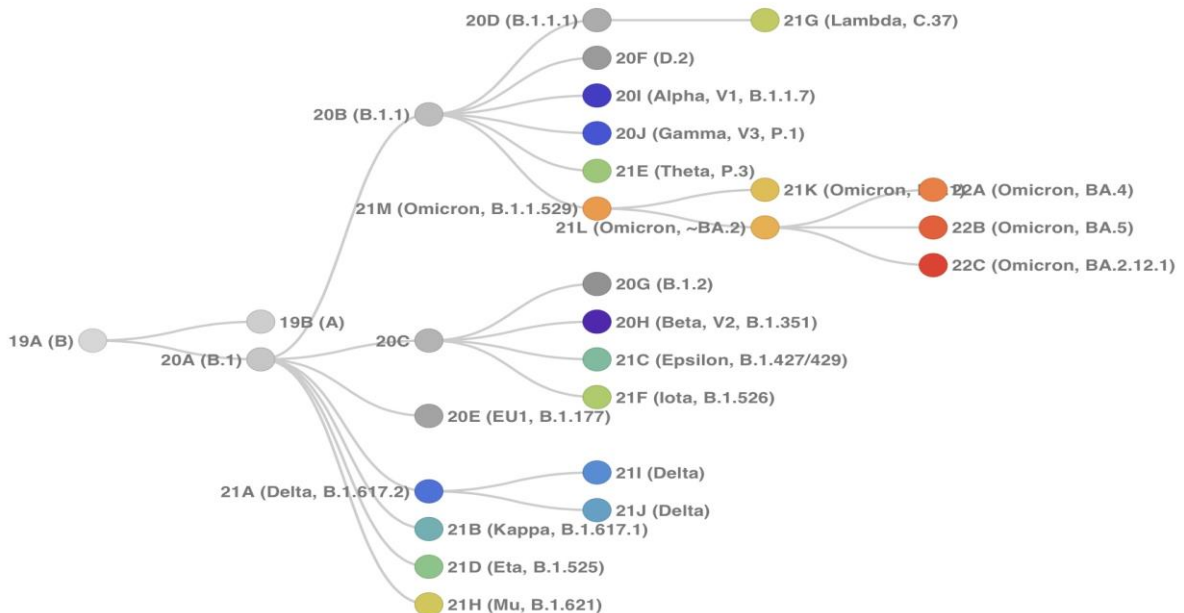 20D (B.1.1.1)
21G (Lambda, C.37)
20F (D.2)
20I (Alpha, V1, B.1.1.7)
20B (B.1.1)
20J (Gamma, V3, P.1)
21E (Theta, P.3)
21K (Omicron,
22A (Omicron, BA.4)
21M (Omicron, B.1.1.529)
21L (Omicron, ~BA.2)
22B (Omicron, BA.5)
22C (Omicron, BA.2.12.1)
20G (B.1.2)
19B (A)
20H (Beta, V2, B.1.351)
19A (B)
20C
20A (B.1)
21C (Epsilon, B.1.427/429)
21F (Iota, B.1.526)
20E (EU1, B.1.177)
21I (Delta)
21A (Delta, B.1.617.2)
21J (Delta)
21B (Kappa, B.1.617.1)
21D (Eta, B.1.525)
21H (Mu, B.1.621)